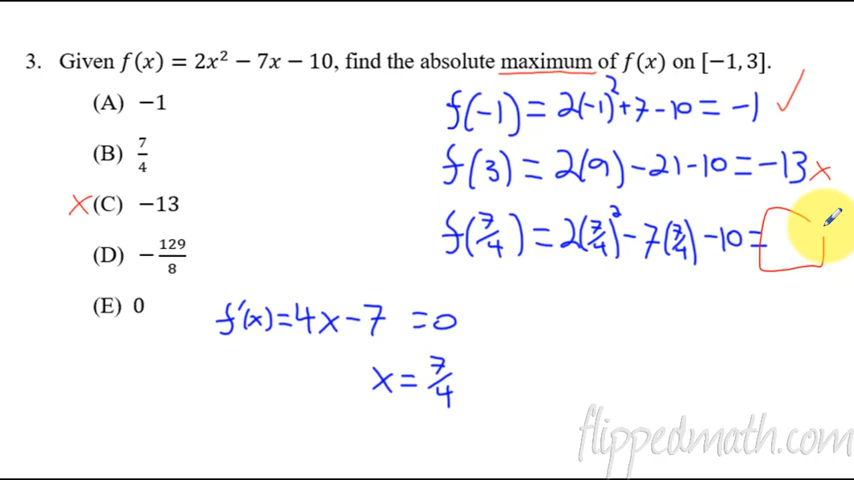 3. Given f(x) = 2x² − 7x − 10, find the absolute maximum of f(x) on [−1, 3].
(A) −1
f(-1) = 2(-1)²+7-10 = -1 ✓
(B) 7/4
f(3) = 2(9) -21-10 = -13 x
X (C) −13
f(7/4) = 2(7/4)² - 7(7/4) -10 =
(D) −129/8
(E) 0
f'(x) = 4x - 7 = 0
x = 7/4
flippedmath.com